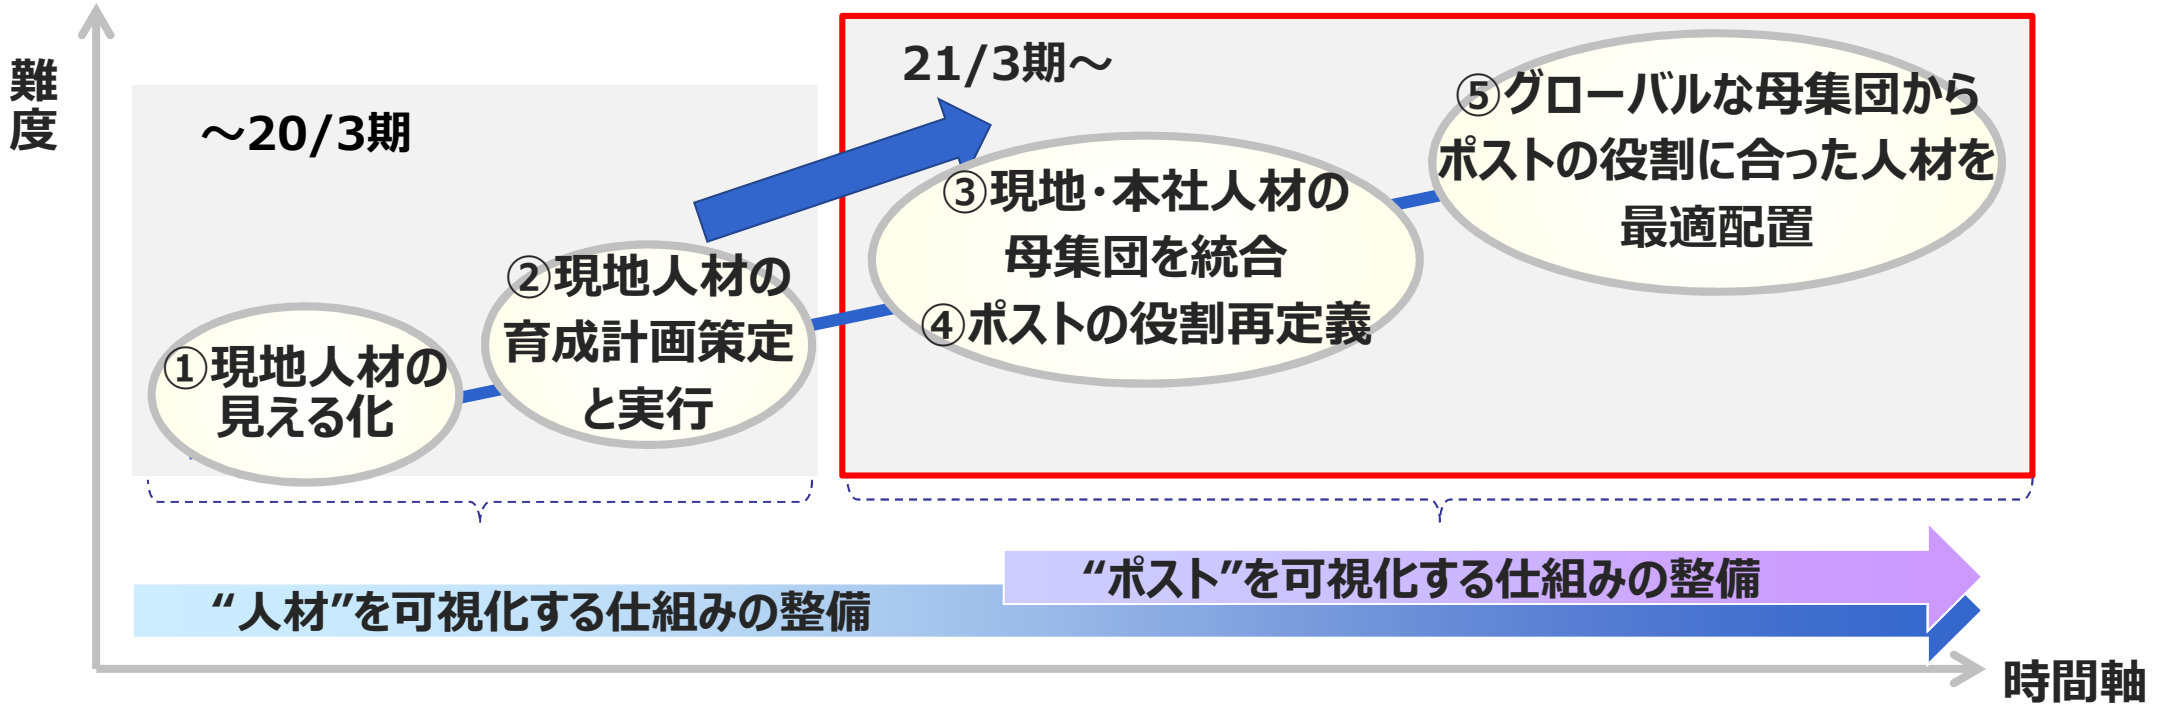 難度
～20/3期
21/3期～
①現地人材の
見える化
②現地人材の
育成計画策定
と実行
③現地・本社人材の
母集団を統合
④ポストの役割再定義
⑤グローバルな母集団から
ポストの役割に合った人材を
最適配置
“ポスト”を可視化する仕組みの整備
“人材”を可視化する仕組みの整備
時間軸